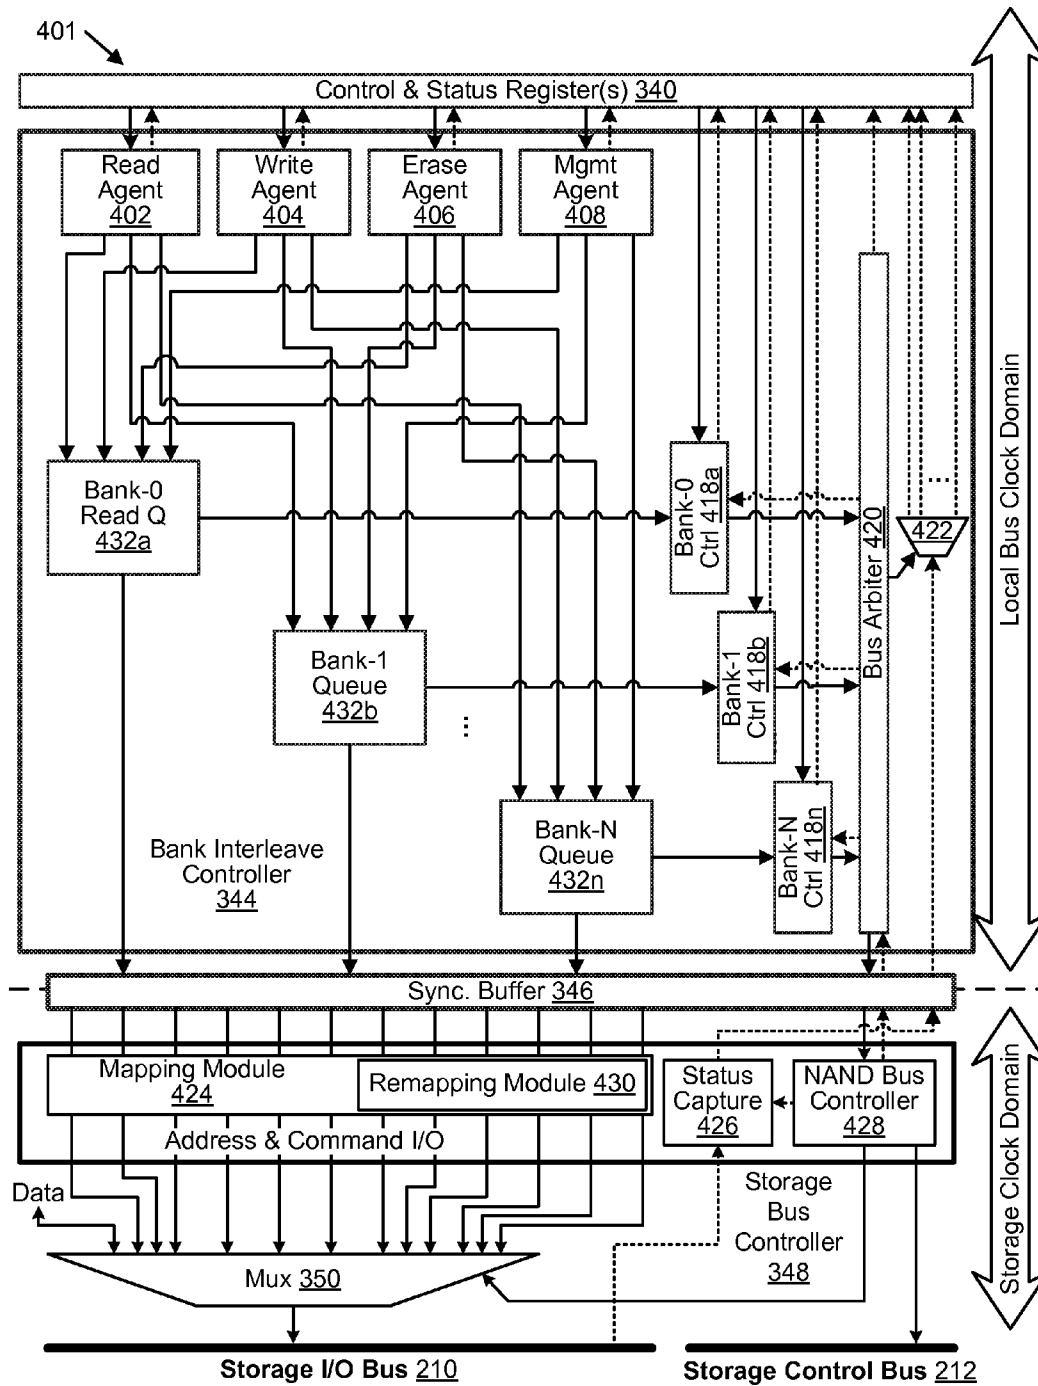 401
Control & Status Register(s) 340
Read
Agent
402
Write
Agent
404
Erase
Agent
406
Mgmt
Agent
408
Bank-0
Read Q
432a
Bank-0
Ctrl 418a
Bus Arbiter 420
422
...
Local Bus Clock Domain
Bank-1
Queue
432b
...
Bank-1
Ctrl 418b
Bank-N
Queue
432n
Bank-N
Ctrl 418n
Bank Interleave
Controller
344
Sync. Buffer 346
Mapping Module
424
Remapping Module 430
Address & Command I/O
Status
Capture
426
NAND Bus
Controller
428
Storage Clock Domain
Data
Storage
Bus
Controller
348
Mux 350
Storage I/O Bus 210
Storage Control Bus 212